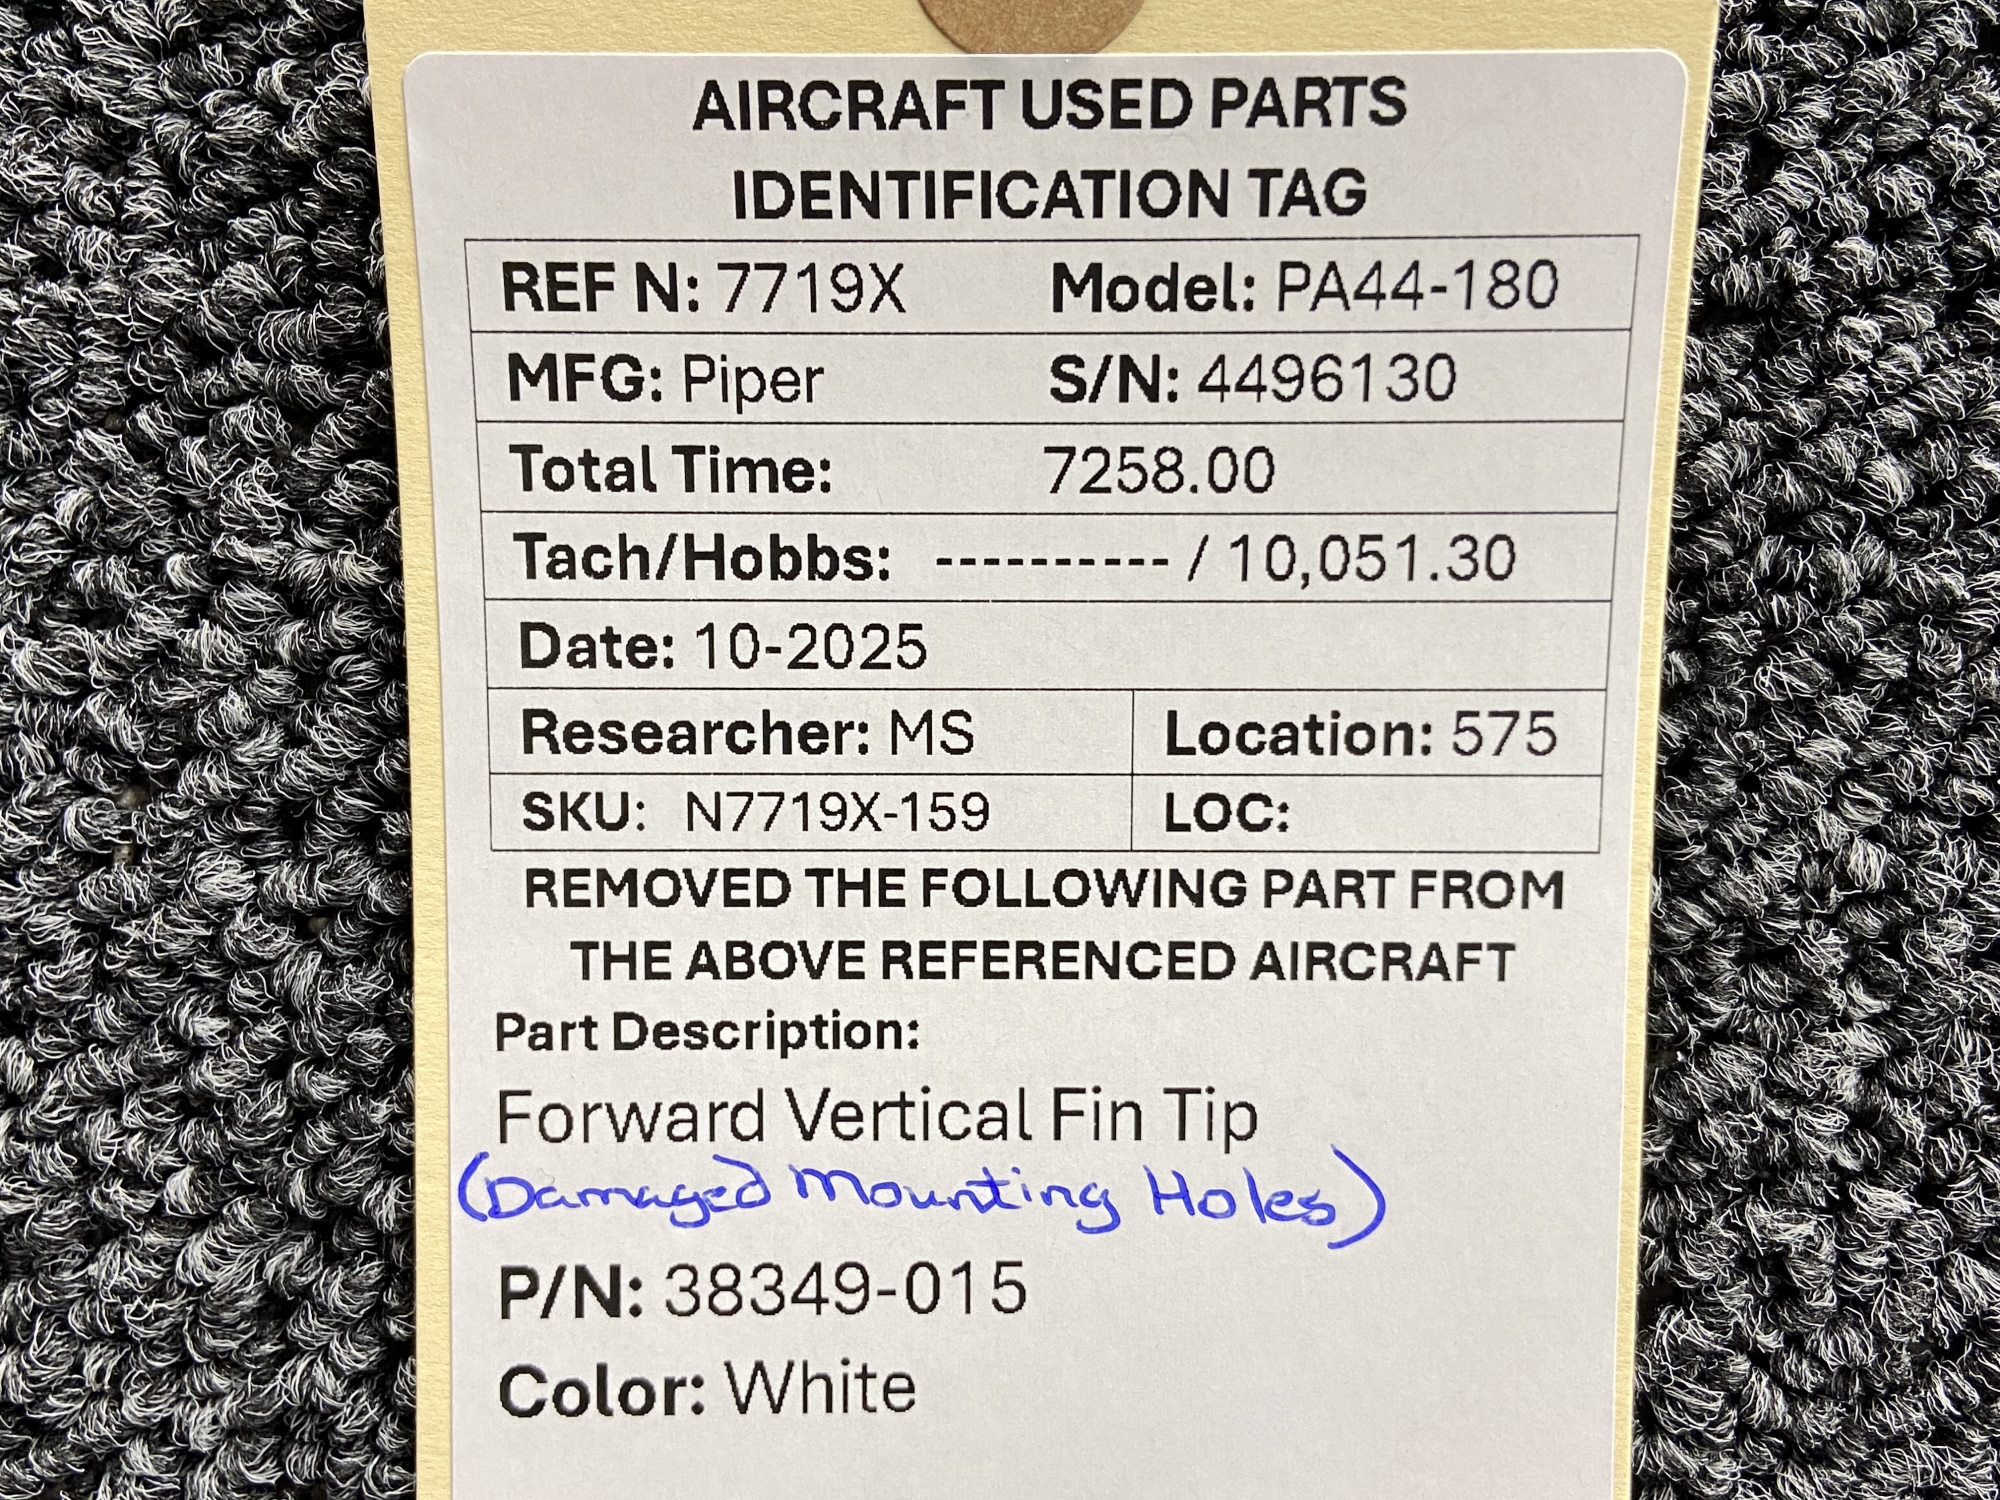 AIRCRAFT USED PARTS
IDENTIFICATION TAG
REF N: 7719X Model: PA44-180
MFG: Piper S/N: 4496130
Total Time: 7258.00
Tach/Hobbs: ---------- / 10,051.30
Date: 10-2025
Researcher: MS Location: 575
SKU: N7719X-159 LOC:
REMOVED THE FOLLOWING PART FROM
THE ABOVE REFERENCED AIRCRAFT
Part Description:
Forward Vertical Fin Tip
(Damaged Mounting Holes)
P/N: 38349-015
Color: White